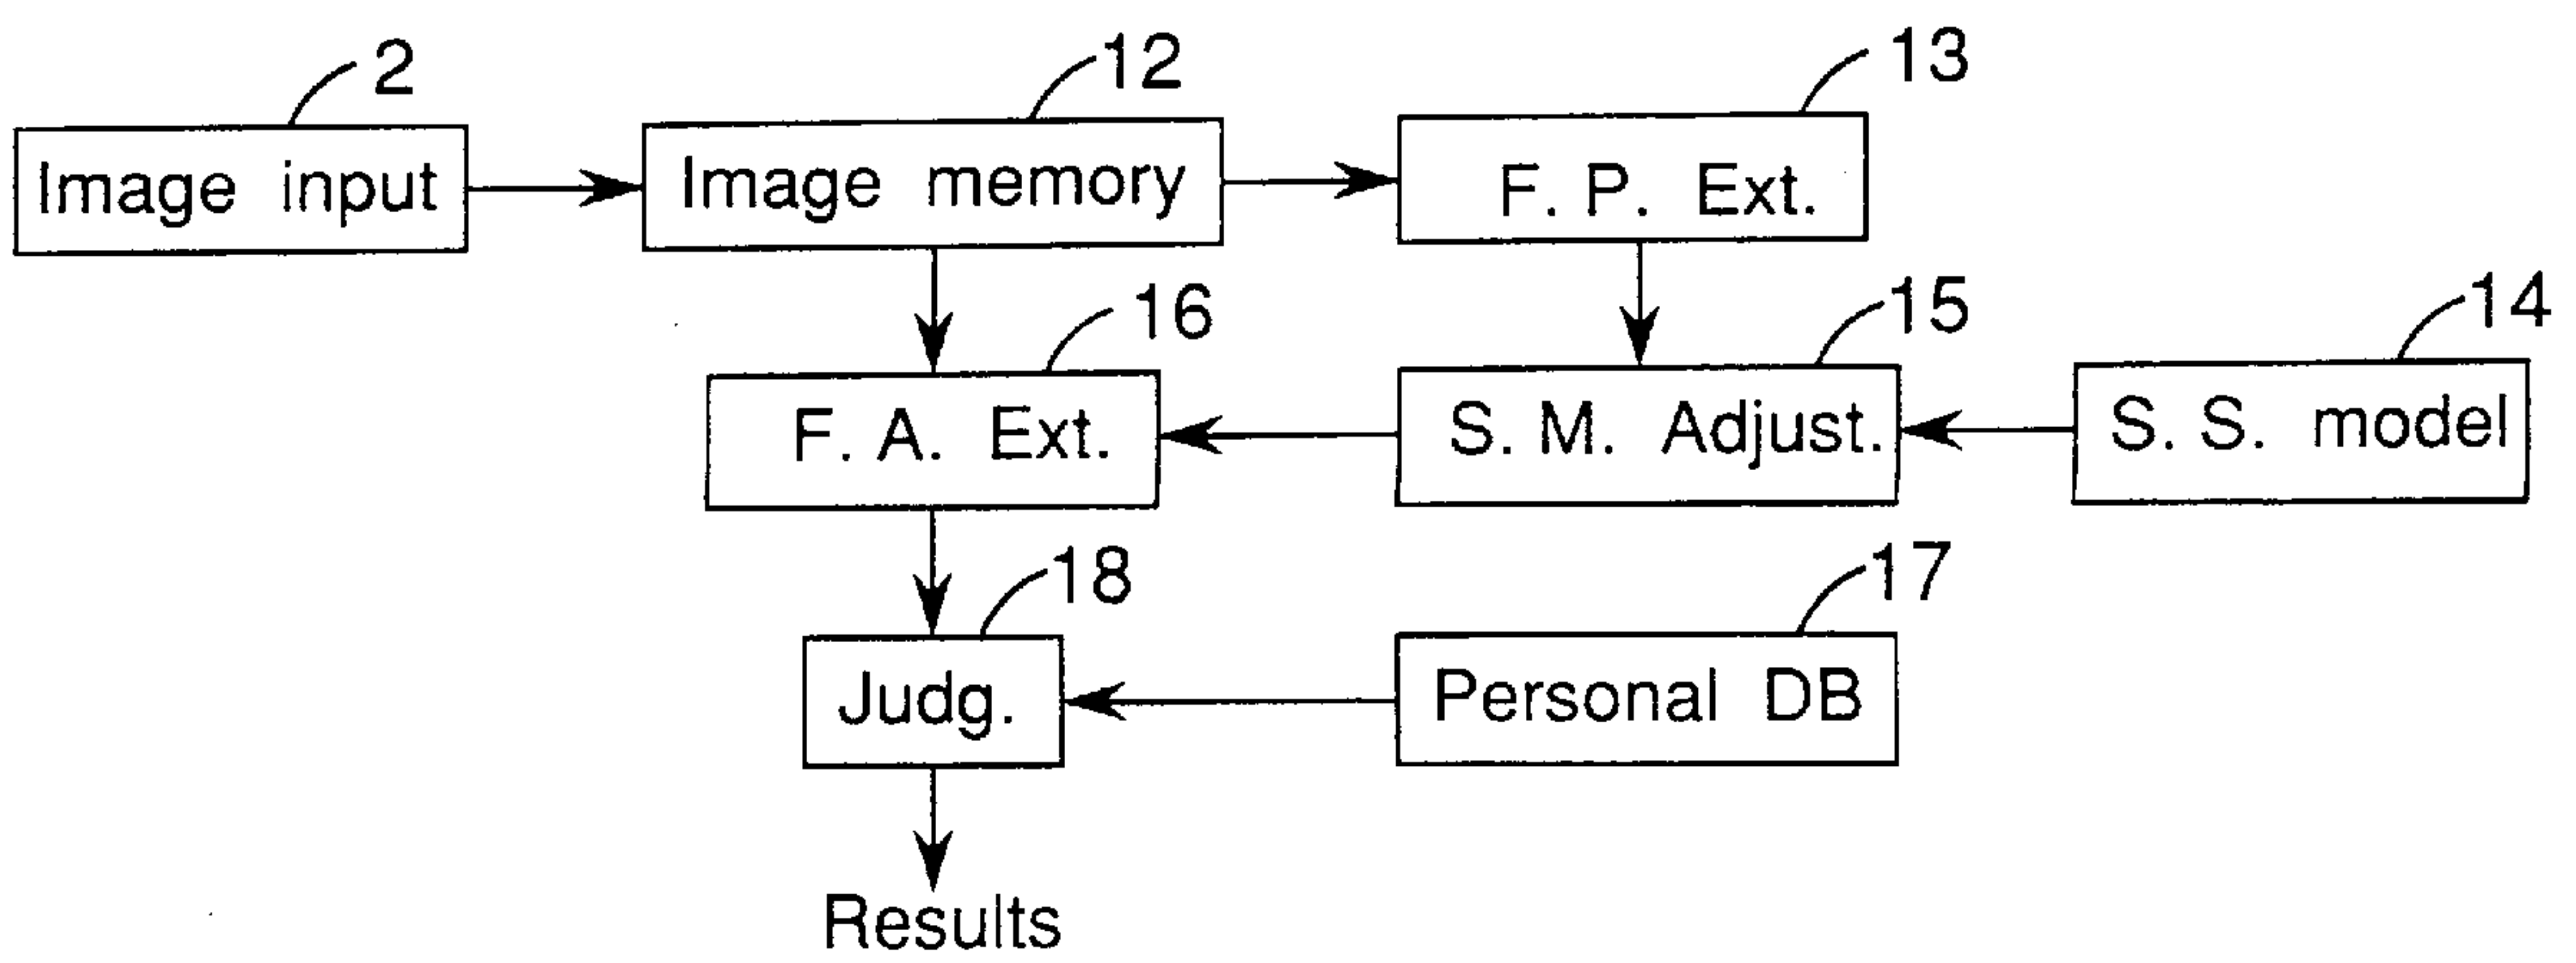 2
12
13
Image input
Image memory
F. P. Ext.
16
15
14
F. A. Ext.
S. M. Adjust.
S. S. model
18
17
Judg.
Personal DB
Results